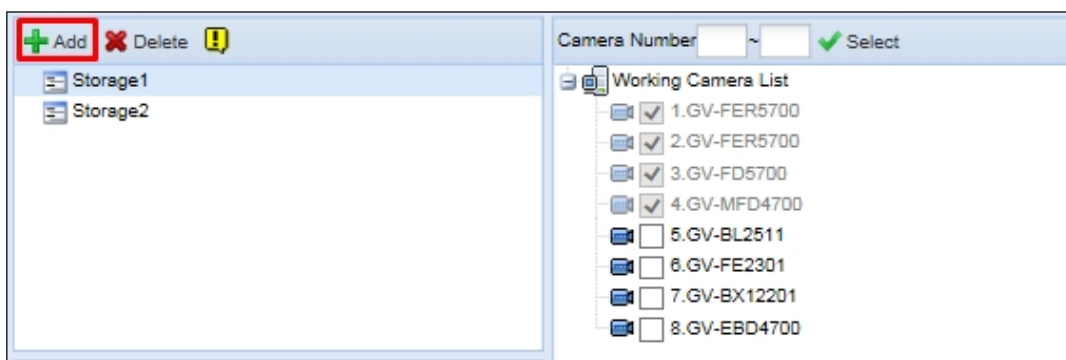 Add Delete
Storage1
Storage2
Camera Number ~ Select
Working Camera List
1.GV-FER5700
2.GV-FER5700
3.GV-FD5700
4.GV-MFD4700
5.GV-BL2511
6.GV-FE2301
7.GV-BX12201
8.GV-EBD4700